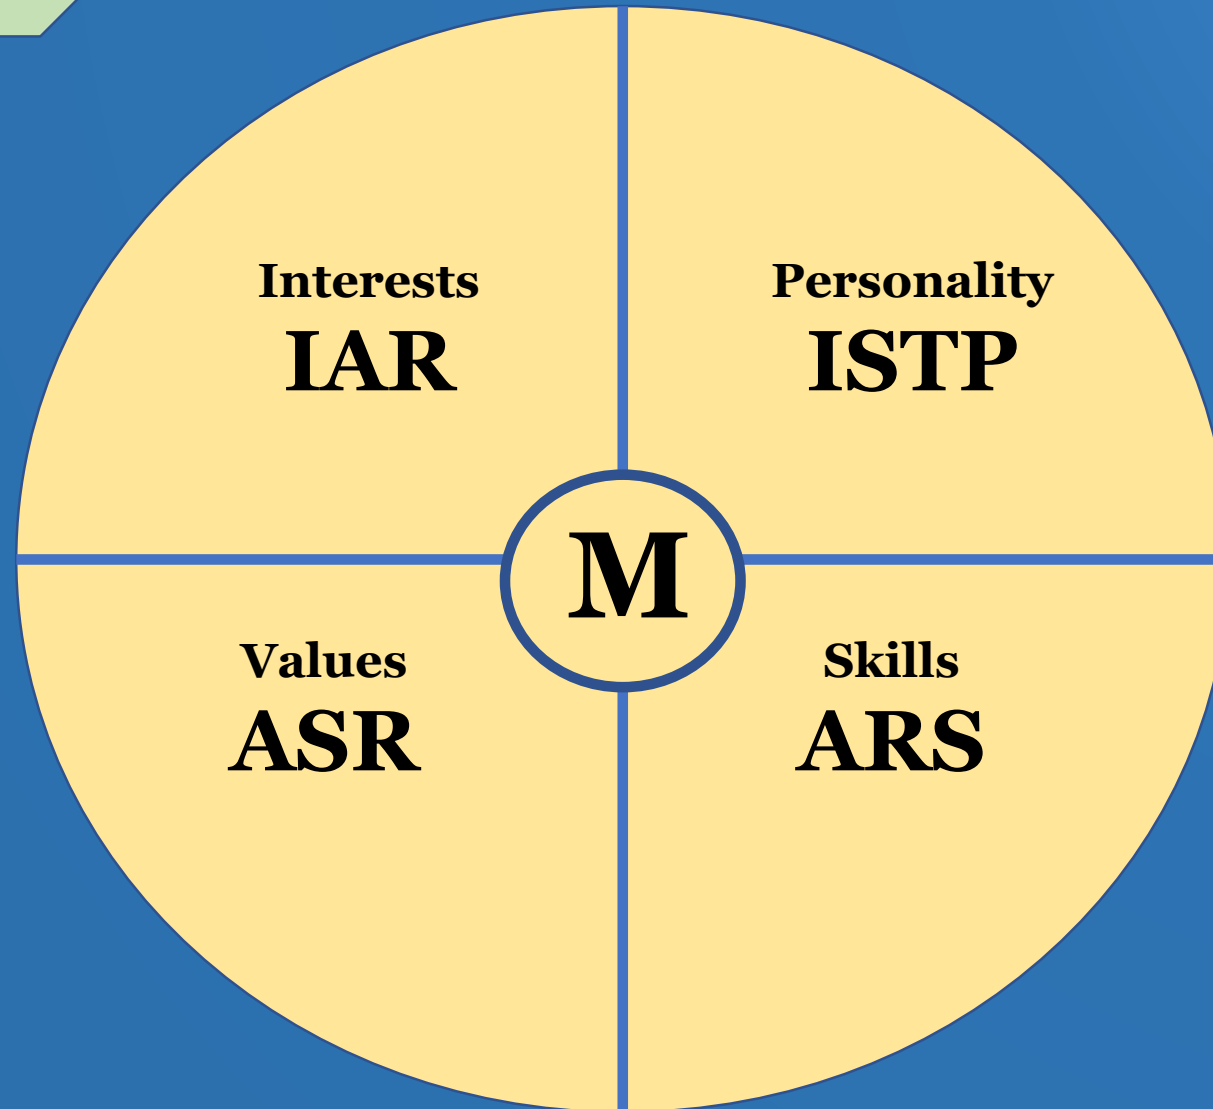 Interests
IAR
Personality
ISTP
M
Values
ASR
Skills
ARS